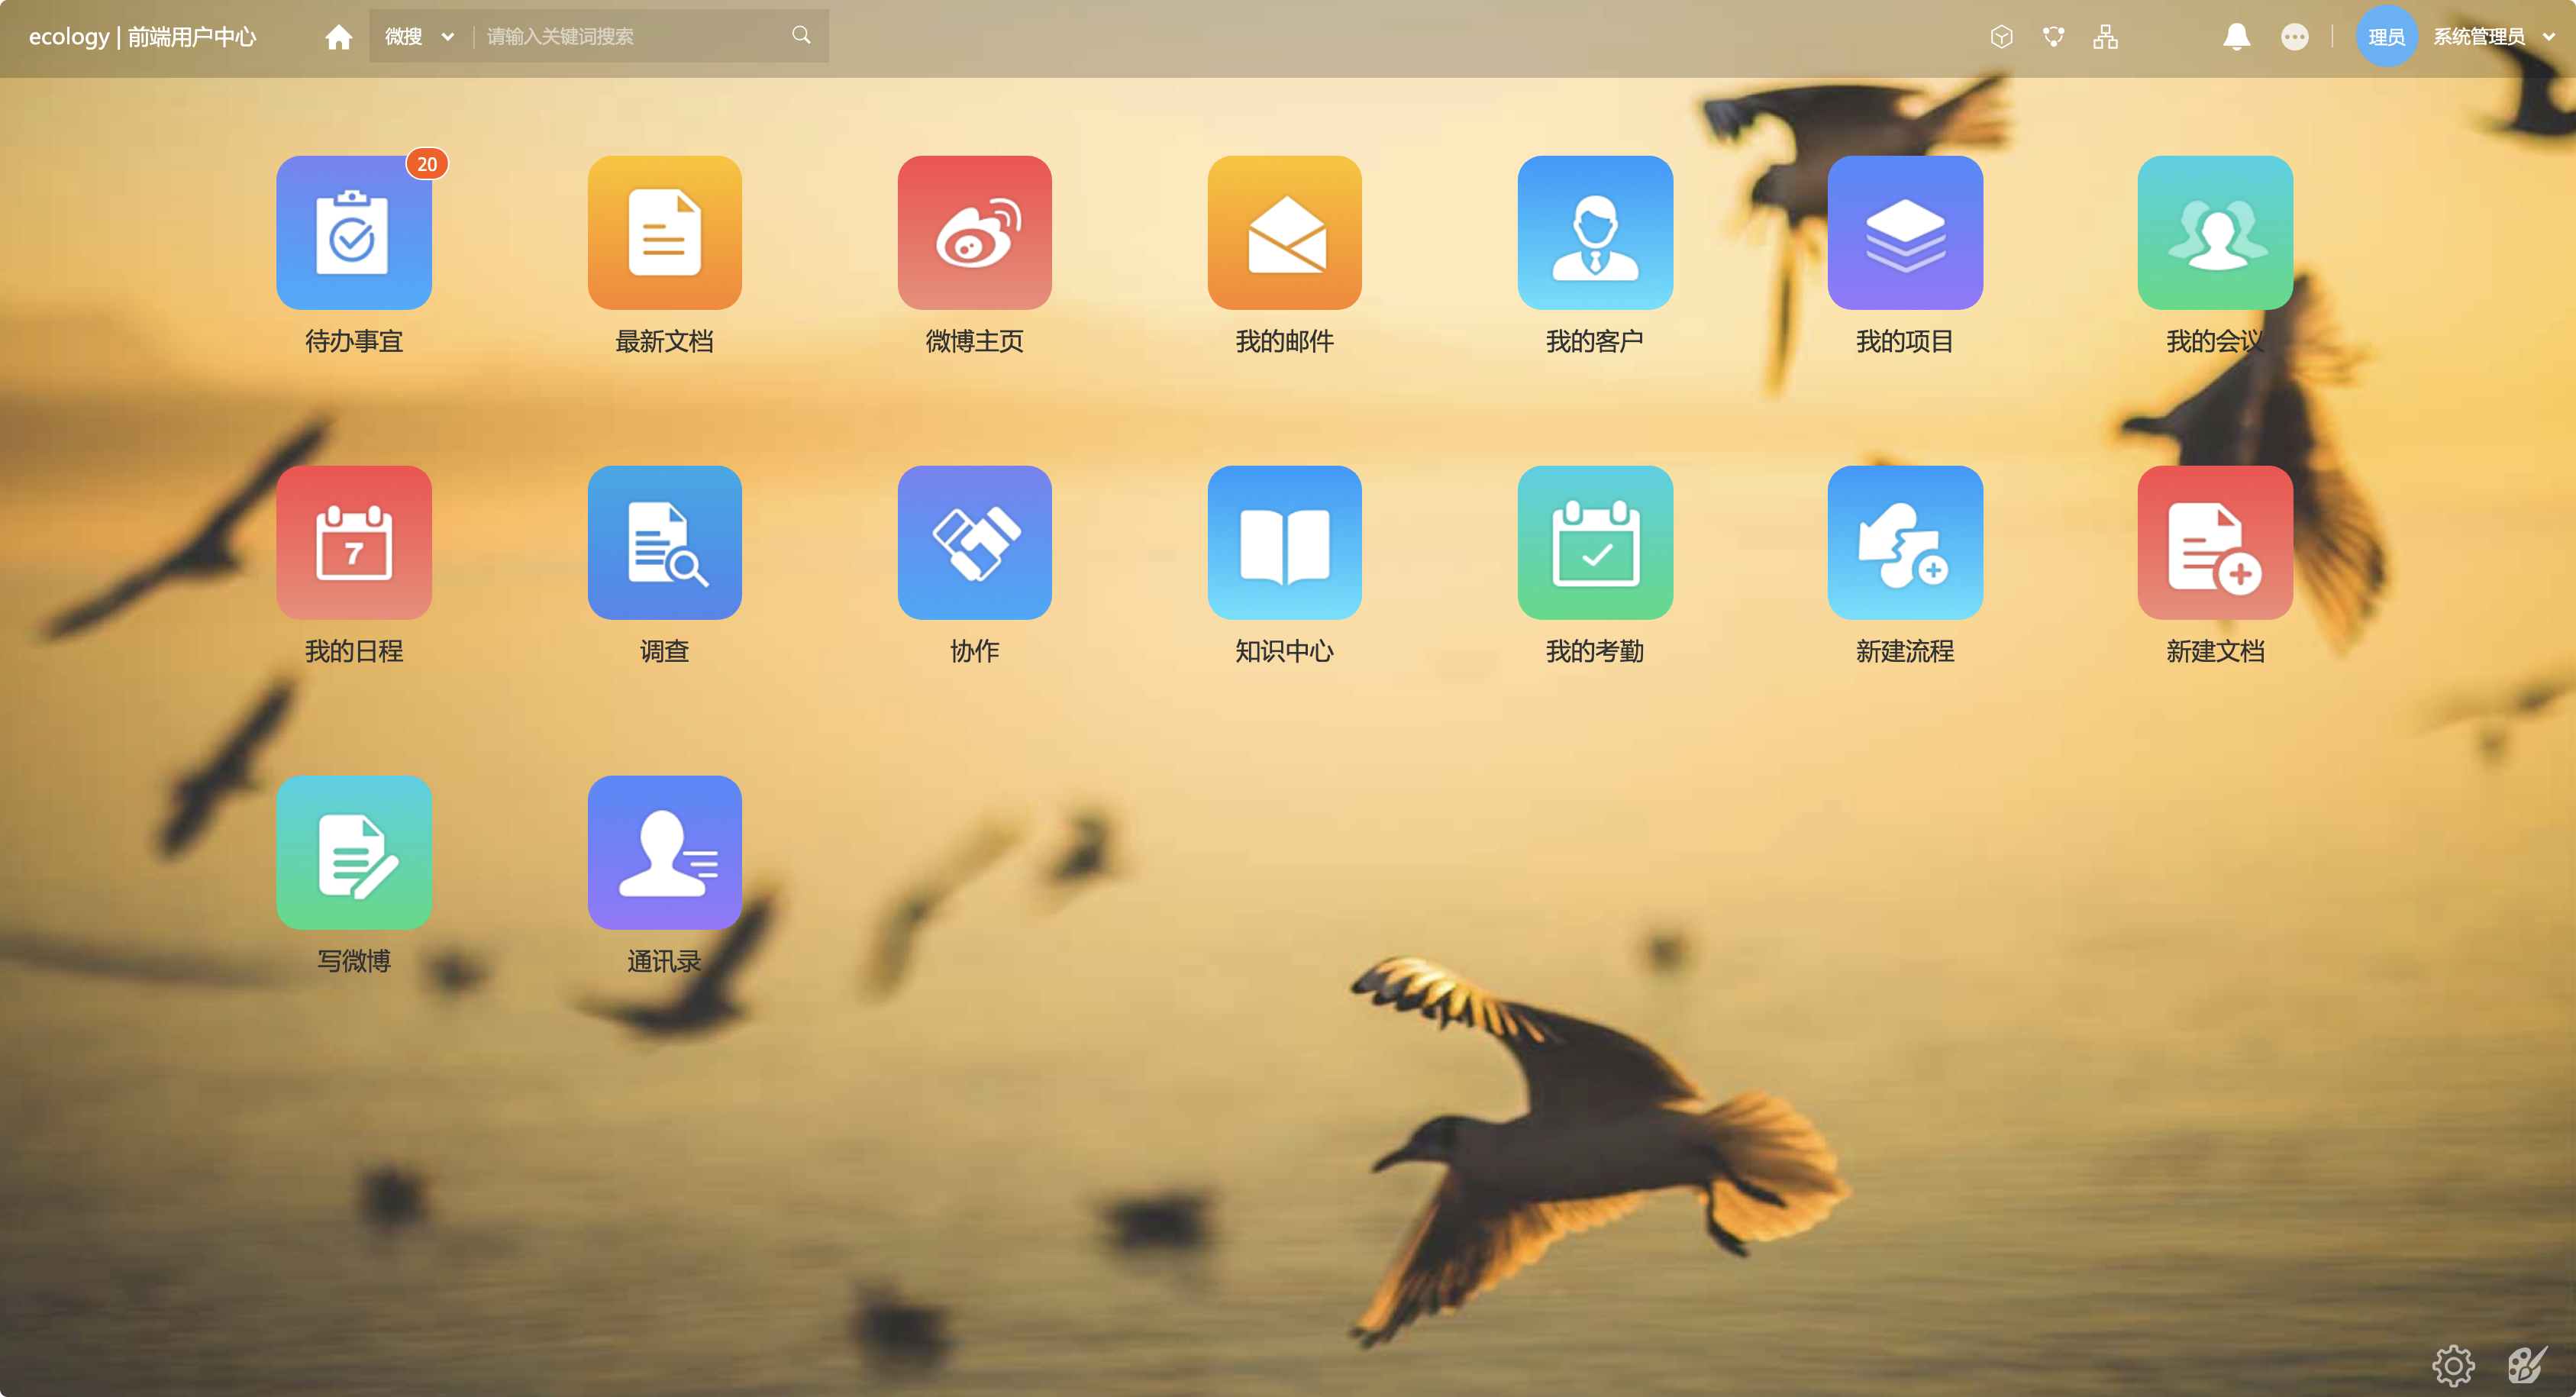 ecology | 前端用户中心 微搜 请输入关键词搜索 理员 系统管理员
20
待办事宜 最新文档 微博主页 我的邮件 我的客户 我的项目 我的会议
7
我的日程 调查 协作 知识中心 我的考勤 新建流程 新建文档
写微博 通讯录